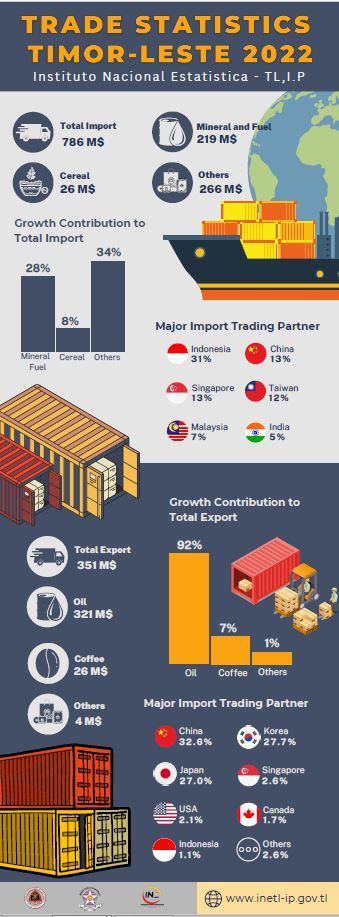 TRADE STATISTICS
TIMOR-LESTE 2022
Instituto Nacional Estatistica - TL,I.P
Total Import
786 M$
Mineral and Fuel
219 M$
Cereal
26 M$
Others
266 M$
Growth Contribution to
Total Import
28%
8%
34%
Mineral
Fuel
Cereal
Others
Major Import Trading Partner
Indonesia
31%
China
13%
Singapore
13%
Taiwan
12%
Malaysia
7%
India
5%
Growth Contribution to
Total Export
92%
7%
1%
Oil
Coffee
Others
Total Export
351 M$
Oil
321 M$
Coffee
26 M$
Others
4 M$
Major Import Trading Partner
China
32.6%
Korea
27.7%
Japan
27.0%
Singapore
2.6%
USA
2.1%
Canada
1.7%
Indonesia
1.1%
Others
2.6%
www.inetl-ip.gov.tl